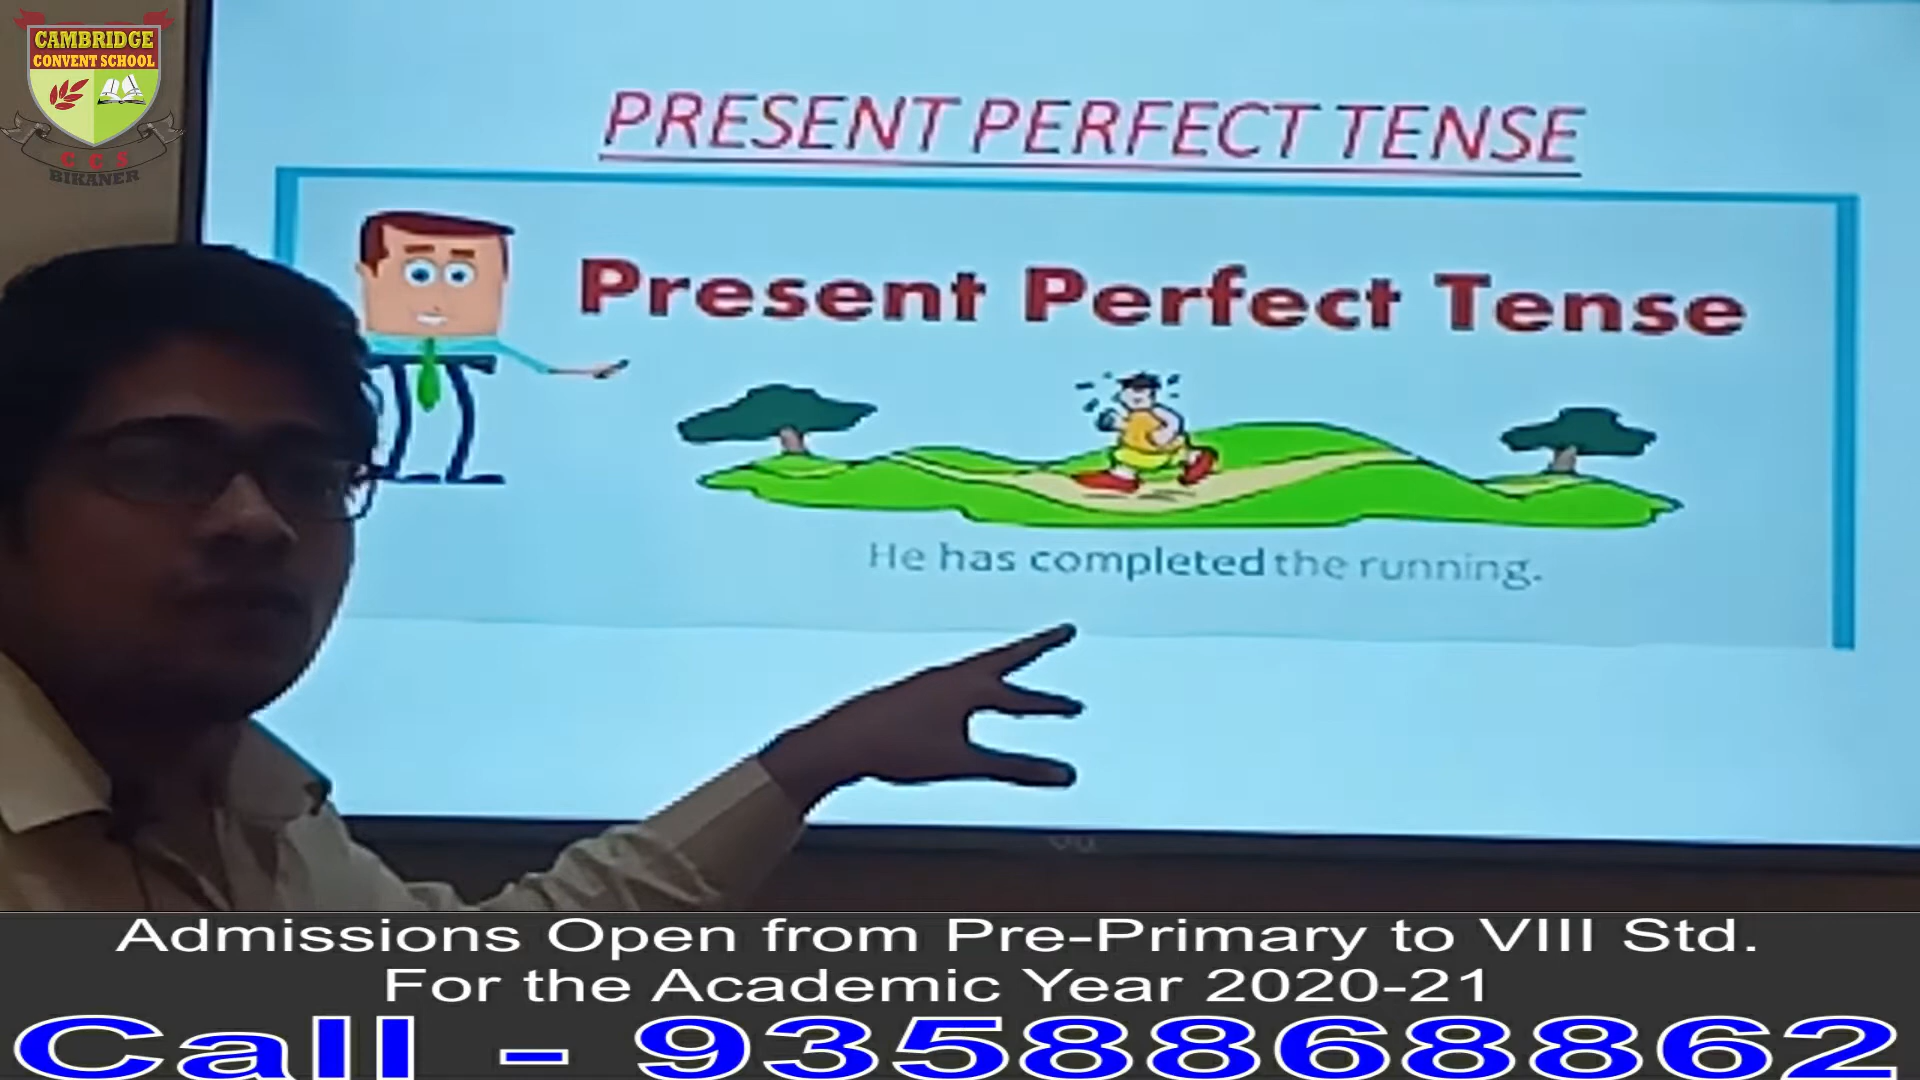 CAMBRIDGE
CONVENT SCHOOL
C C S
BIKANER
PRESENT PERFECT TENSE
Present Perfect Tense
He has completed the running.
VU
Admissions Open from Pre-Primary to VIII Std.
For the Academic Year 2020-21
Call - 9358868862